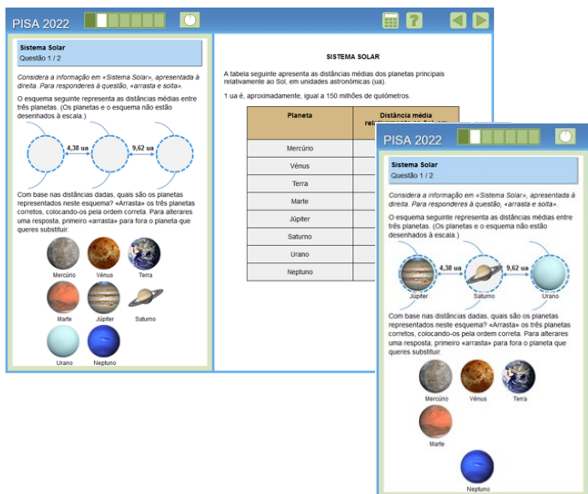 PISA 2022
Sistema Solar
Questão 1 / 2
Considera a informação em «Sistema Solar», apresentada à
direita. Para responderes à questão, «arrasta e solta».
O esquema seguinte representa as distâncias médias entre
três planetas. (Os planetas e o esquema não estão
desenhados à escala.)
4,38 ua
9,62 ua
Com base nas distâncias dadas, quais são os planetas
representados neste esquema? «Arrasta» os três planetas
corretos, colocando-os pela ordem correta. Para alterares
uma resposta, primeiro «arrasta» para fora o planeta que
queres substituir.
Mercúrio Vénus Terra
Marte Júpiter Saturno
Urano Neptuno
SISTEMA SOLAR
A tabela seguinte apresenta as distâncias médias dos planetas principais
relativamente ao Sol, em unidades astronómicas (ua).
1 ua é, aproximadamente, igual a 150 milhões de quilómetros.
Planeta
Distância média
Mercúrio
Vénus
Terra
Marte
Júpiter
Saturno
Urano
Neptuno
PISA 2022
Sistema Solar
Questão 1 / 2
Considera a informação em «Sistema Solar», apresentada à
direita. Para responderes à questão, «arrasta e solta».
O esquema seguinte representa as distâncias médias entre
três planetas. (Os planetas e o esquema não estão
desenhados à escala.)
4,38 ua
9,62 ua
Júpiter Saturno Urano
Com base nas distâncias dadas, quais são os planetas
representados neste esquema? «Arrasta» os três planetas
corretos, colocando-os pela ordem correta. Para alterares
uma resposta, primeiro «arrasta» para fora o planeta que
queres substituir.
Mercúrio Vénus Terra
Marte
Neptuno